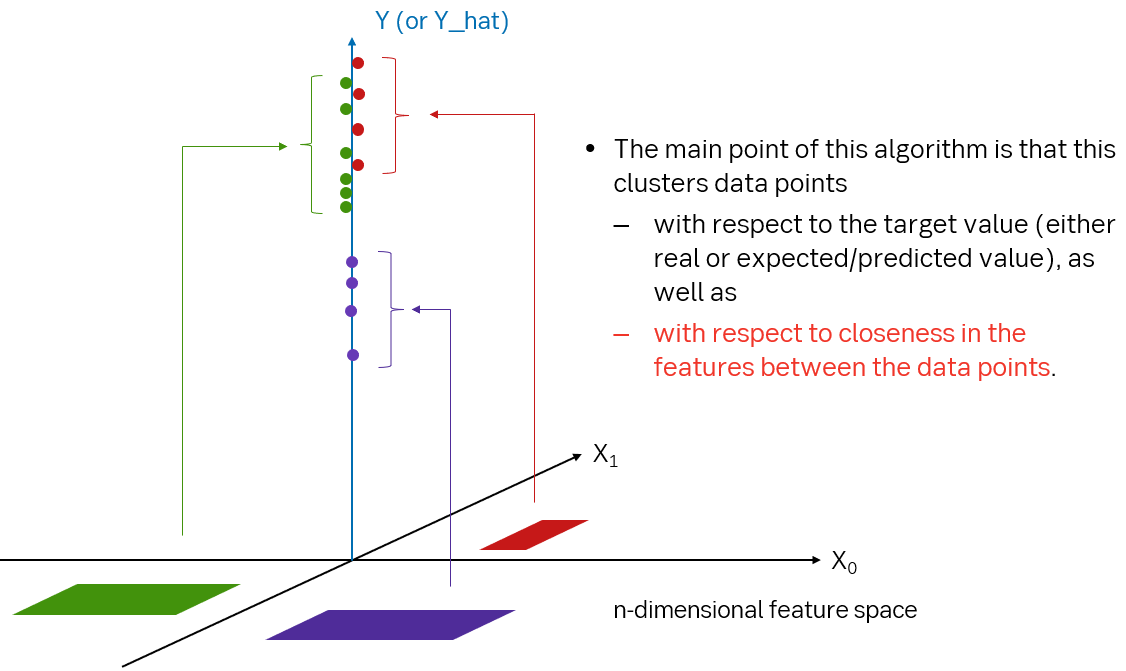 Y (or Y_hat)
• The main point of this algorithm is that this
clusters data points
– with respect to the target value (either
real or expected/predicted value), as
well as
– with respect to closeness in the
features between the data points.
X₁
X₀
n-dimensional feature space